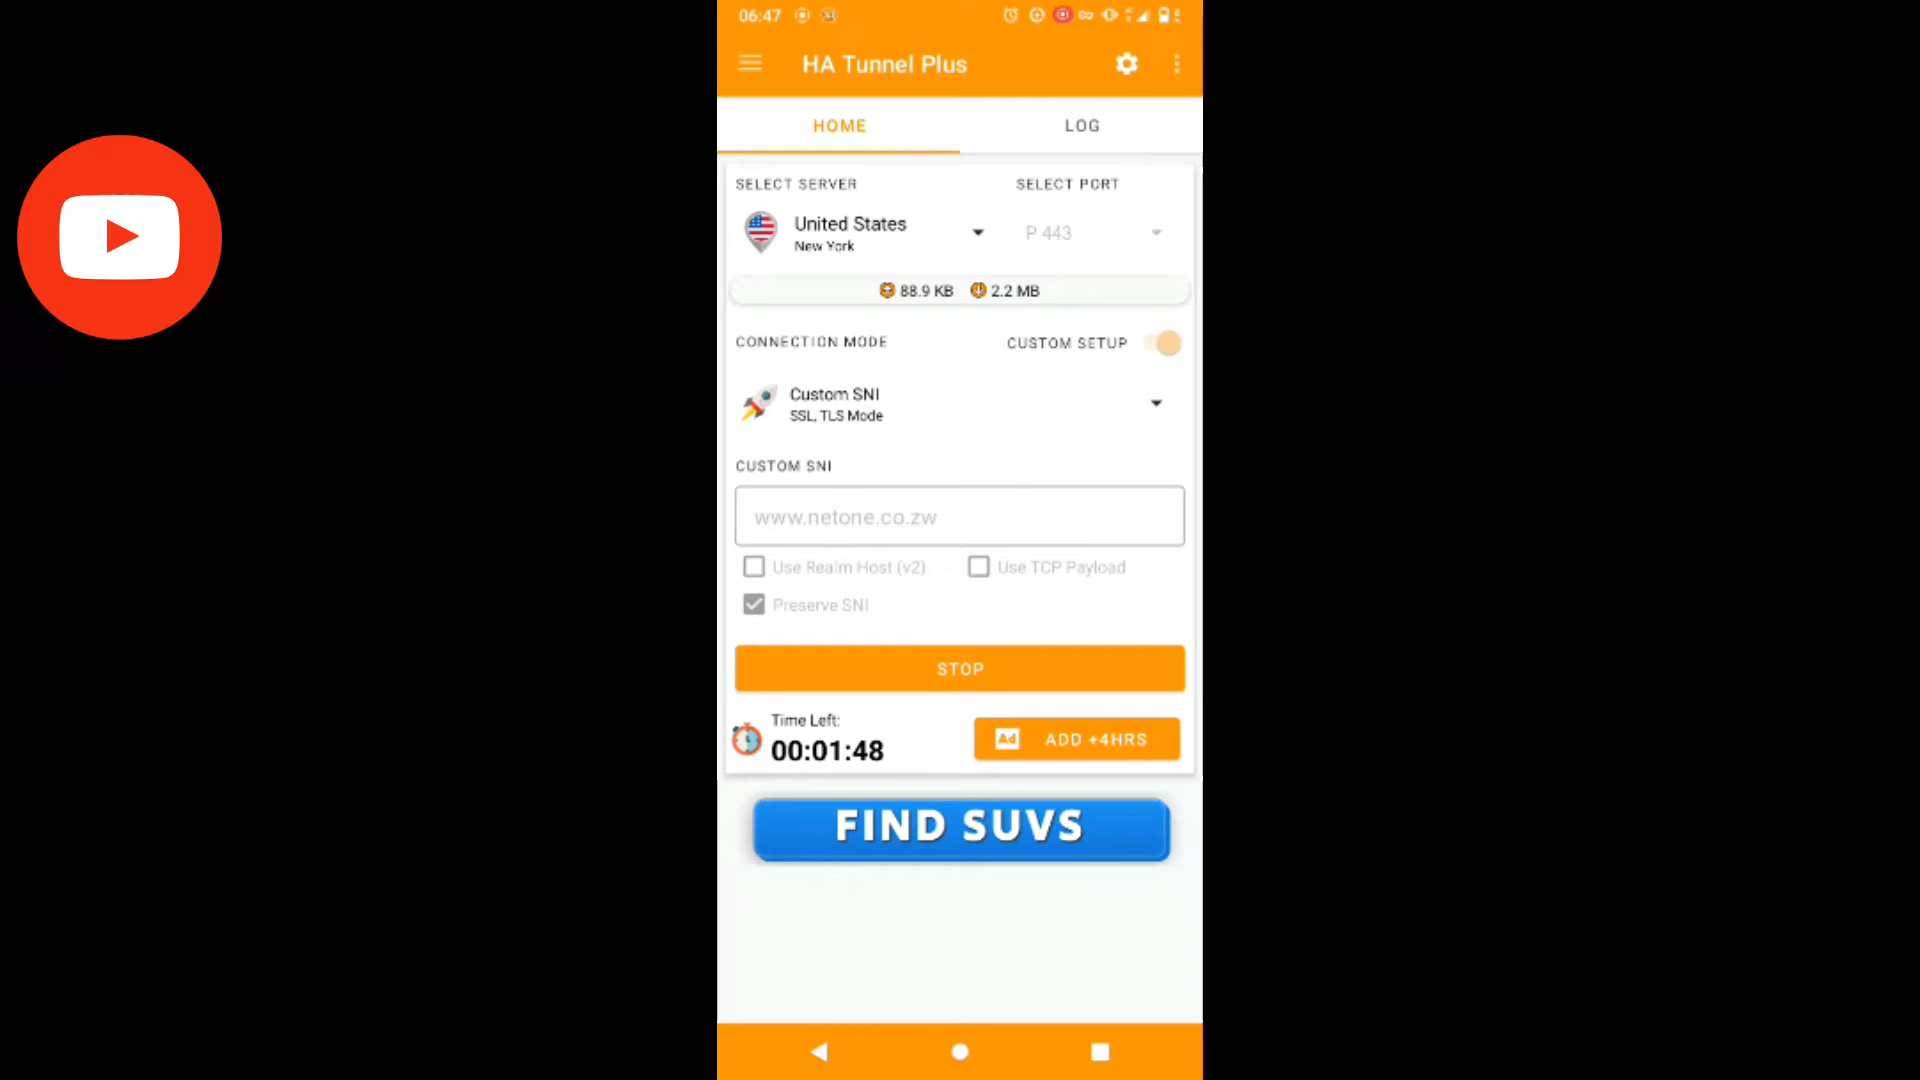 06:47
HA Tunnel Plus
HOME LOG
SELECT SERVER SELECT PORT
United States P 443
New York
88.9 KB 2.2 MB
CONNECTION MODE CUSTOM SETUP
Custom SNI
SSL, TLS Mode
CUSTOM SNI
www.netone.co.zw
Use Realm Host (v2) Use TCP Payload
Preserve SNI
STOP
Time Left:
00:01:48
Ad ADD +4HRS
FIND SUVS